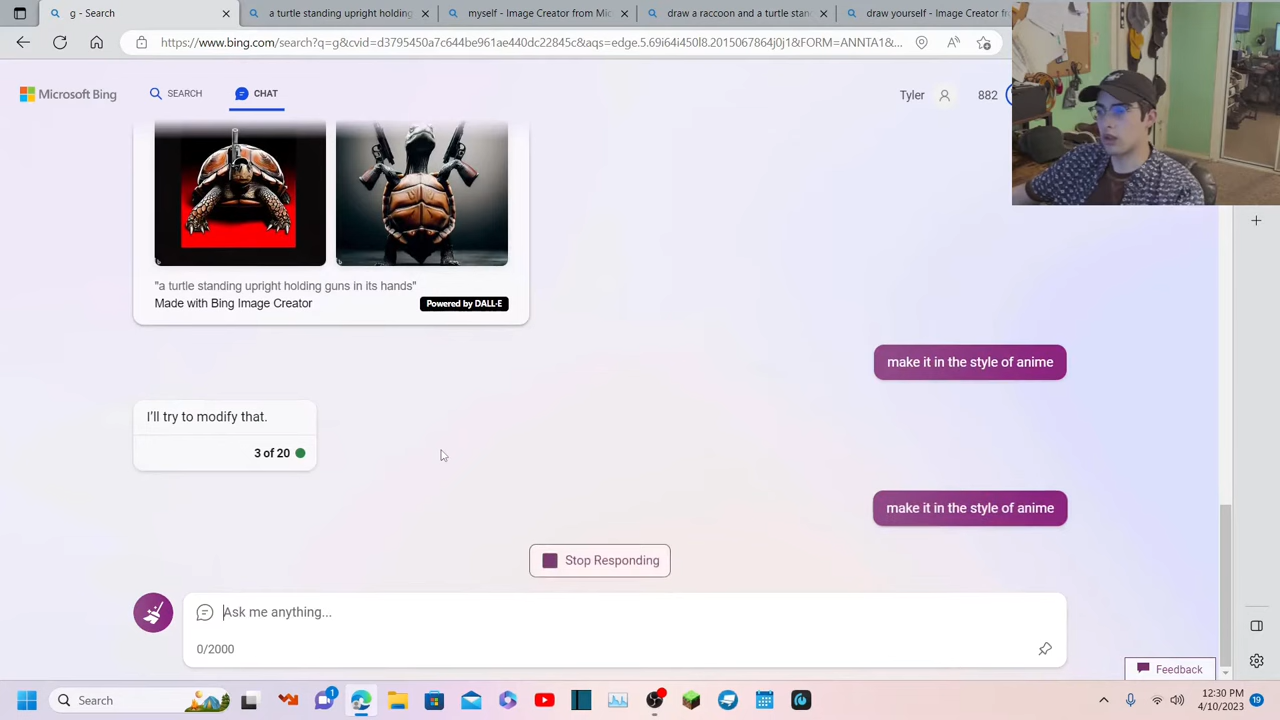 g - Search
a turtle standing upright holding
myself - Image Creator from Mic
draw a raccoon and a turtle stan
draw yourself - Image Creator fr
https://www.bing.com/search?q=g&cvid=d3795450a7c644be961ae440dc22845c&aqs=edge.5.69i64i450l8.2015067864j0j1&FORM=ANNTA1&...
Microsoft Bing
SEARCH
CHAT
Tyler
882
"a turtle standing upright holding guns in its hands"
Made with Bing Image Creator
Powered by DALL·E
make it in the style of anime
I'll try to modify that.
3 of 20
make it in the style of anime
Stop Responding
Ask me anything...
0/2000
Feedback
Search
1
12:30 PM
4/10/2023
19